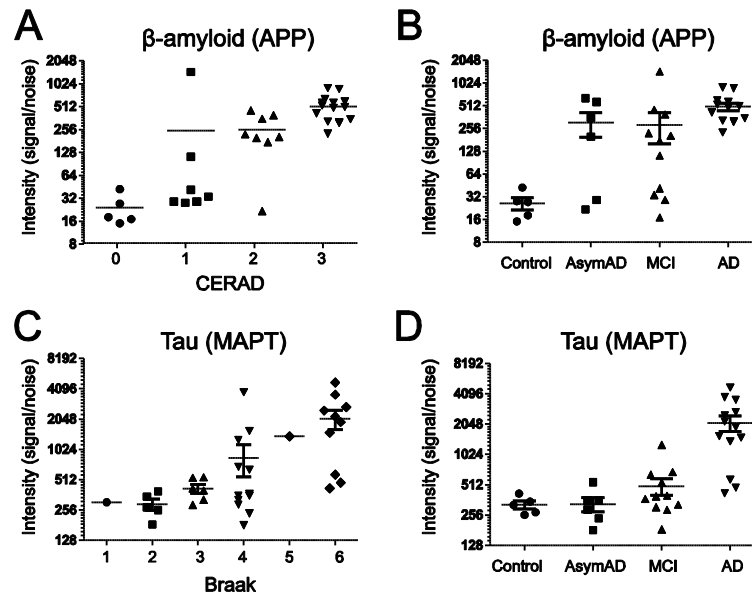 A
β-amyloid (APP)
Intensity (signal/noise)
2048
1024
512
256
128
64
32
16
8
0 1 2 3
CERAD
B
β-amyloid (APP)
Intensity (signal/noise)
2048
1024
512
256
128
64
32
16
8
Control AsymAD MCI AD
C
Tau (MAPT)
Intensity (signal/noise)
8192
4096
2048
1024
512
256
128
1 2 3 4 5 6
Braak
D
Tau (MAPT)
Intensity (signal/noise)
8192
4096
2048
1024
512
256
128
Control AsymAD MCI AD